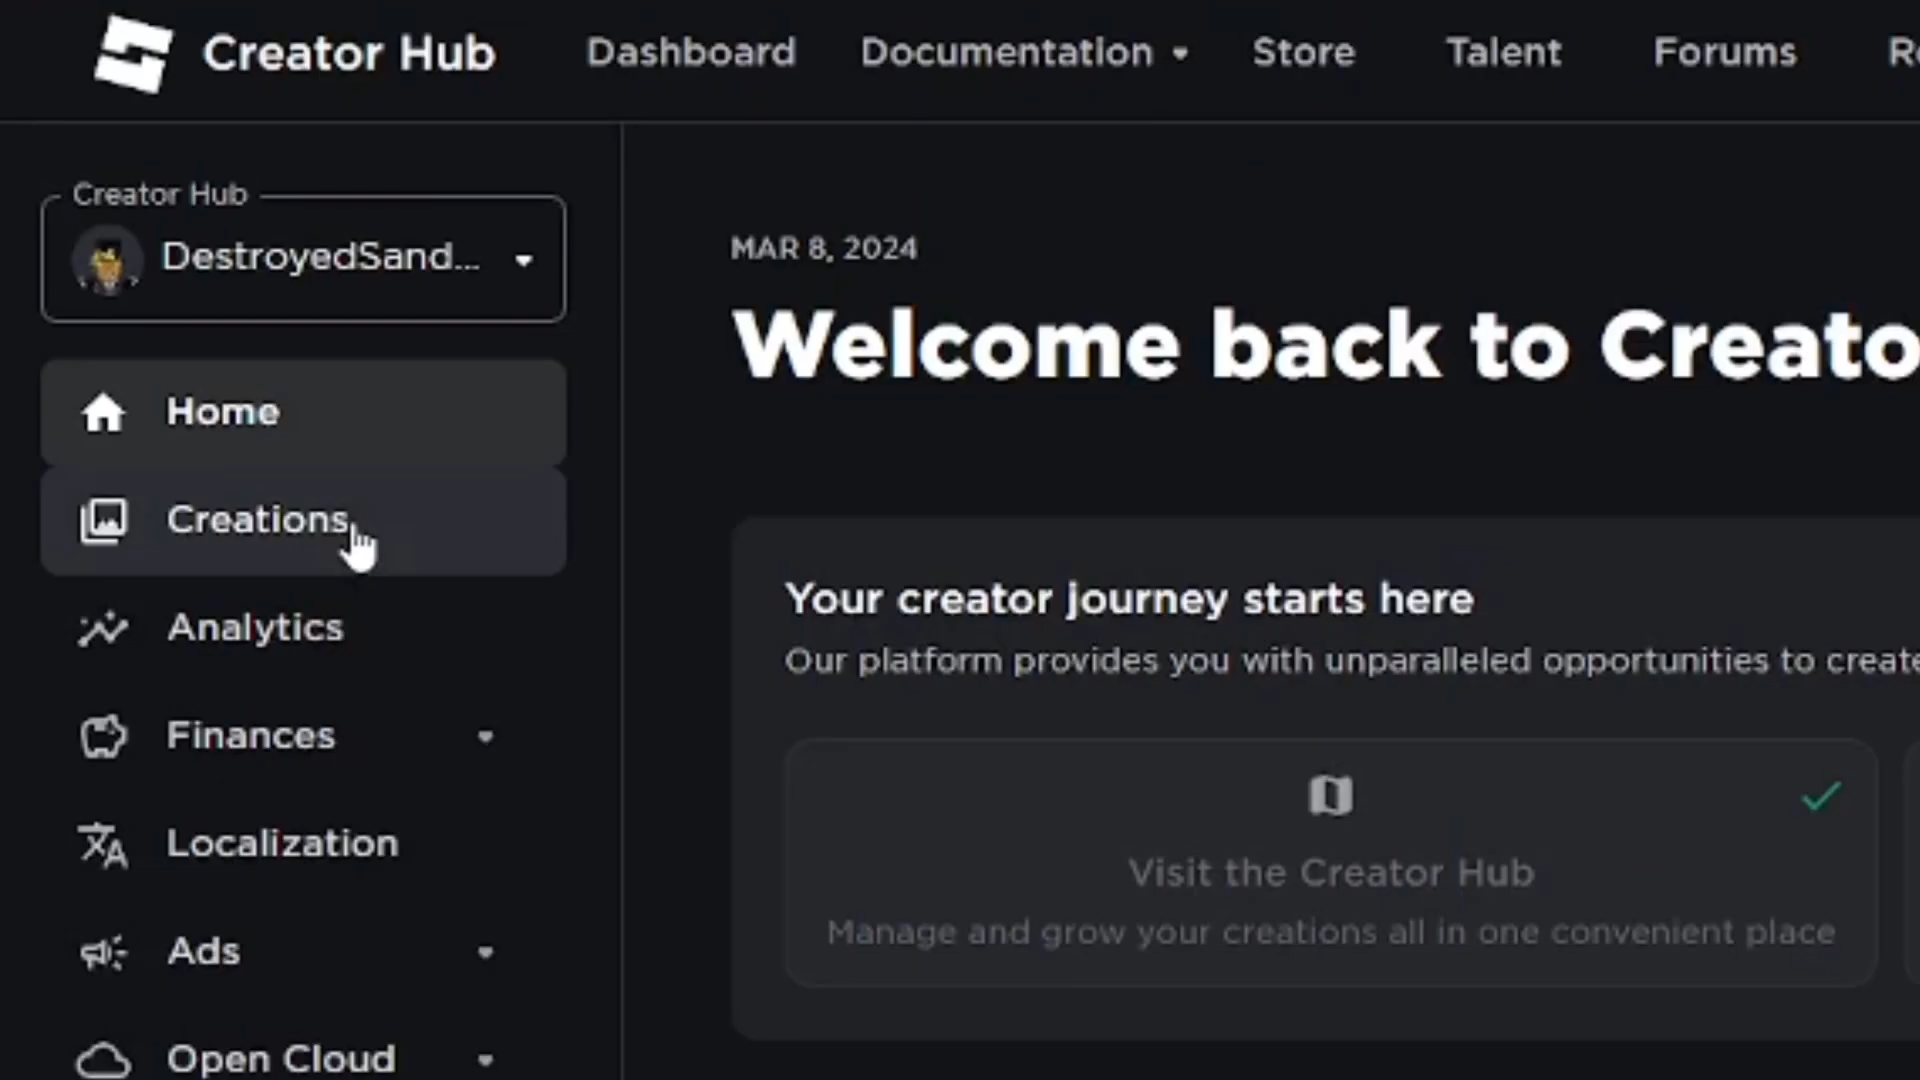 Creator Hub
Dashboard
Documentation
Store
Talent
Forums
Creator Hub
DestroyedSand...
Home
Creations
Analytics
Finances
Localization
Ads
Open Cloud
MAR 8, 2024
Welcome back to Creato
Your creator journey starts here
Our platform provides you with unparalleled opportunities to create
Visit the Creator Hub
Manage and grow your creations all in one convenient place